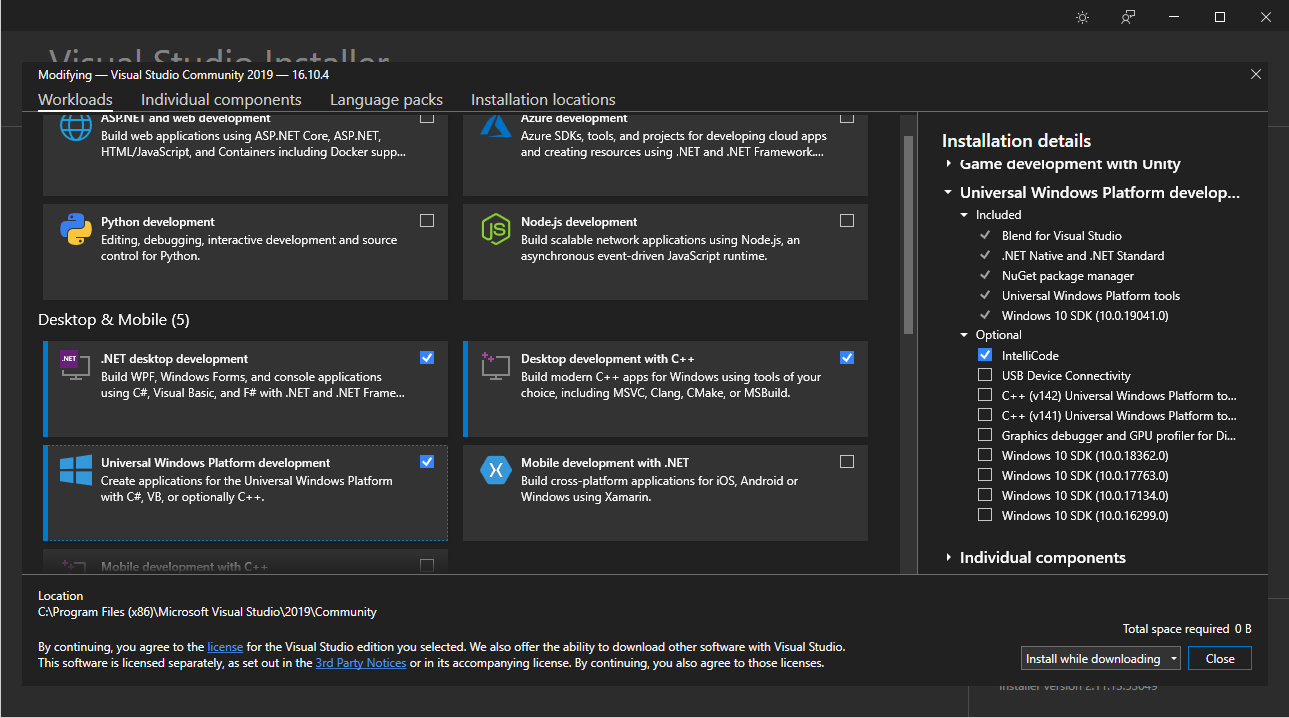 Visual Studio Installer
Modifying — Visual Studio Community 2019 — 16.10.4
Workloads
Individual components
Language packs
Installation locations
ASP.NET and web development
Build web applications using ASP.NET Core, ASP.NET,
HTML/JavaScript, and Containers including Docker supp...
Azure development
Azure SDKs, tools, and projects for developing cloud apps
and creating resources using .NET and .NET Framework....
Python development
Editing, debugging, interactive development and source
control for Python.
Node.js development
Build scalable network applications using Node.js, an
asynchronous event-driven JavaScript runtime.
Desktop & Mobile (5)
.NET
.NET desktop development
Build WPF, Windows Forms, and console applications
using C#, Visual Basic, and F# with .NET and .NET Frame...
Desktop development with C++
Build modern C++ apps for Windows using tools of your
choice, including MSVC, Clang, CMake, or MSBuild.
Universal Windows Platform development
Create applications for the Universal Windows Platform
with C#, VB, or optionally C++.
Mobile development with .NET
Build cross-platform applications for iOS, Android or
Windows using Xamarin.
Mobile development with C++
Installation details
Game development with Unity
Universal Windows Platform develop...
Included
Blend for Visual Studio
.NET Native and .NET Standard
NuGet package manager
Universal Windows Platform tools
Windows 10 SDK (10.0.19041.0)
Optional
IntelliCode
USB Device Connectivity
C++ (v142) Universal Windows Platform to...
C++ (v141) Universal Windows Platform to...
Graphics debugger and GPU profiler for Di...
Windows 10 SDK (10.0.18362.0)
Windows 10 SDK (10.0.17763.0)
Windows 10 SDK (10.0.17134.0)
Windows 10 SDK (10.0.16299.0)
Individual components
Location
C:\Program Files (x86)\Microsoft Visual Studio\2019\Community
By continuing, you agree to the license for the Visual Studio edition you selected. We also offer the ability to download other software with Visual Studio.
This software is licensed separately, as set out in the 3rd Party Notices or in its accompanying license. By continuing, you also agree to those licenses.
Total space required 0 B
Install while downloading
Close
Installer version